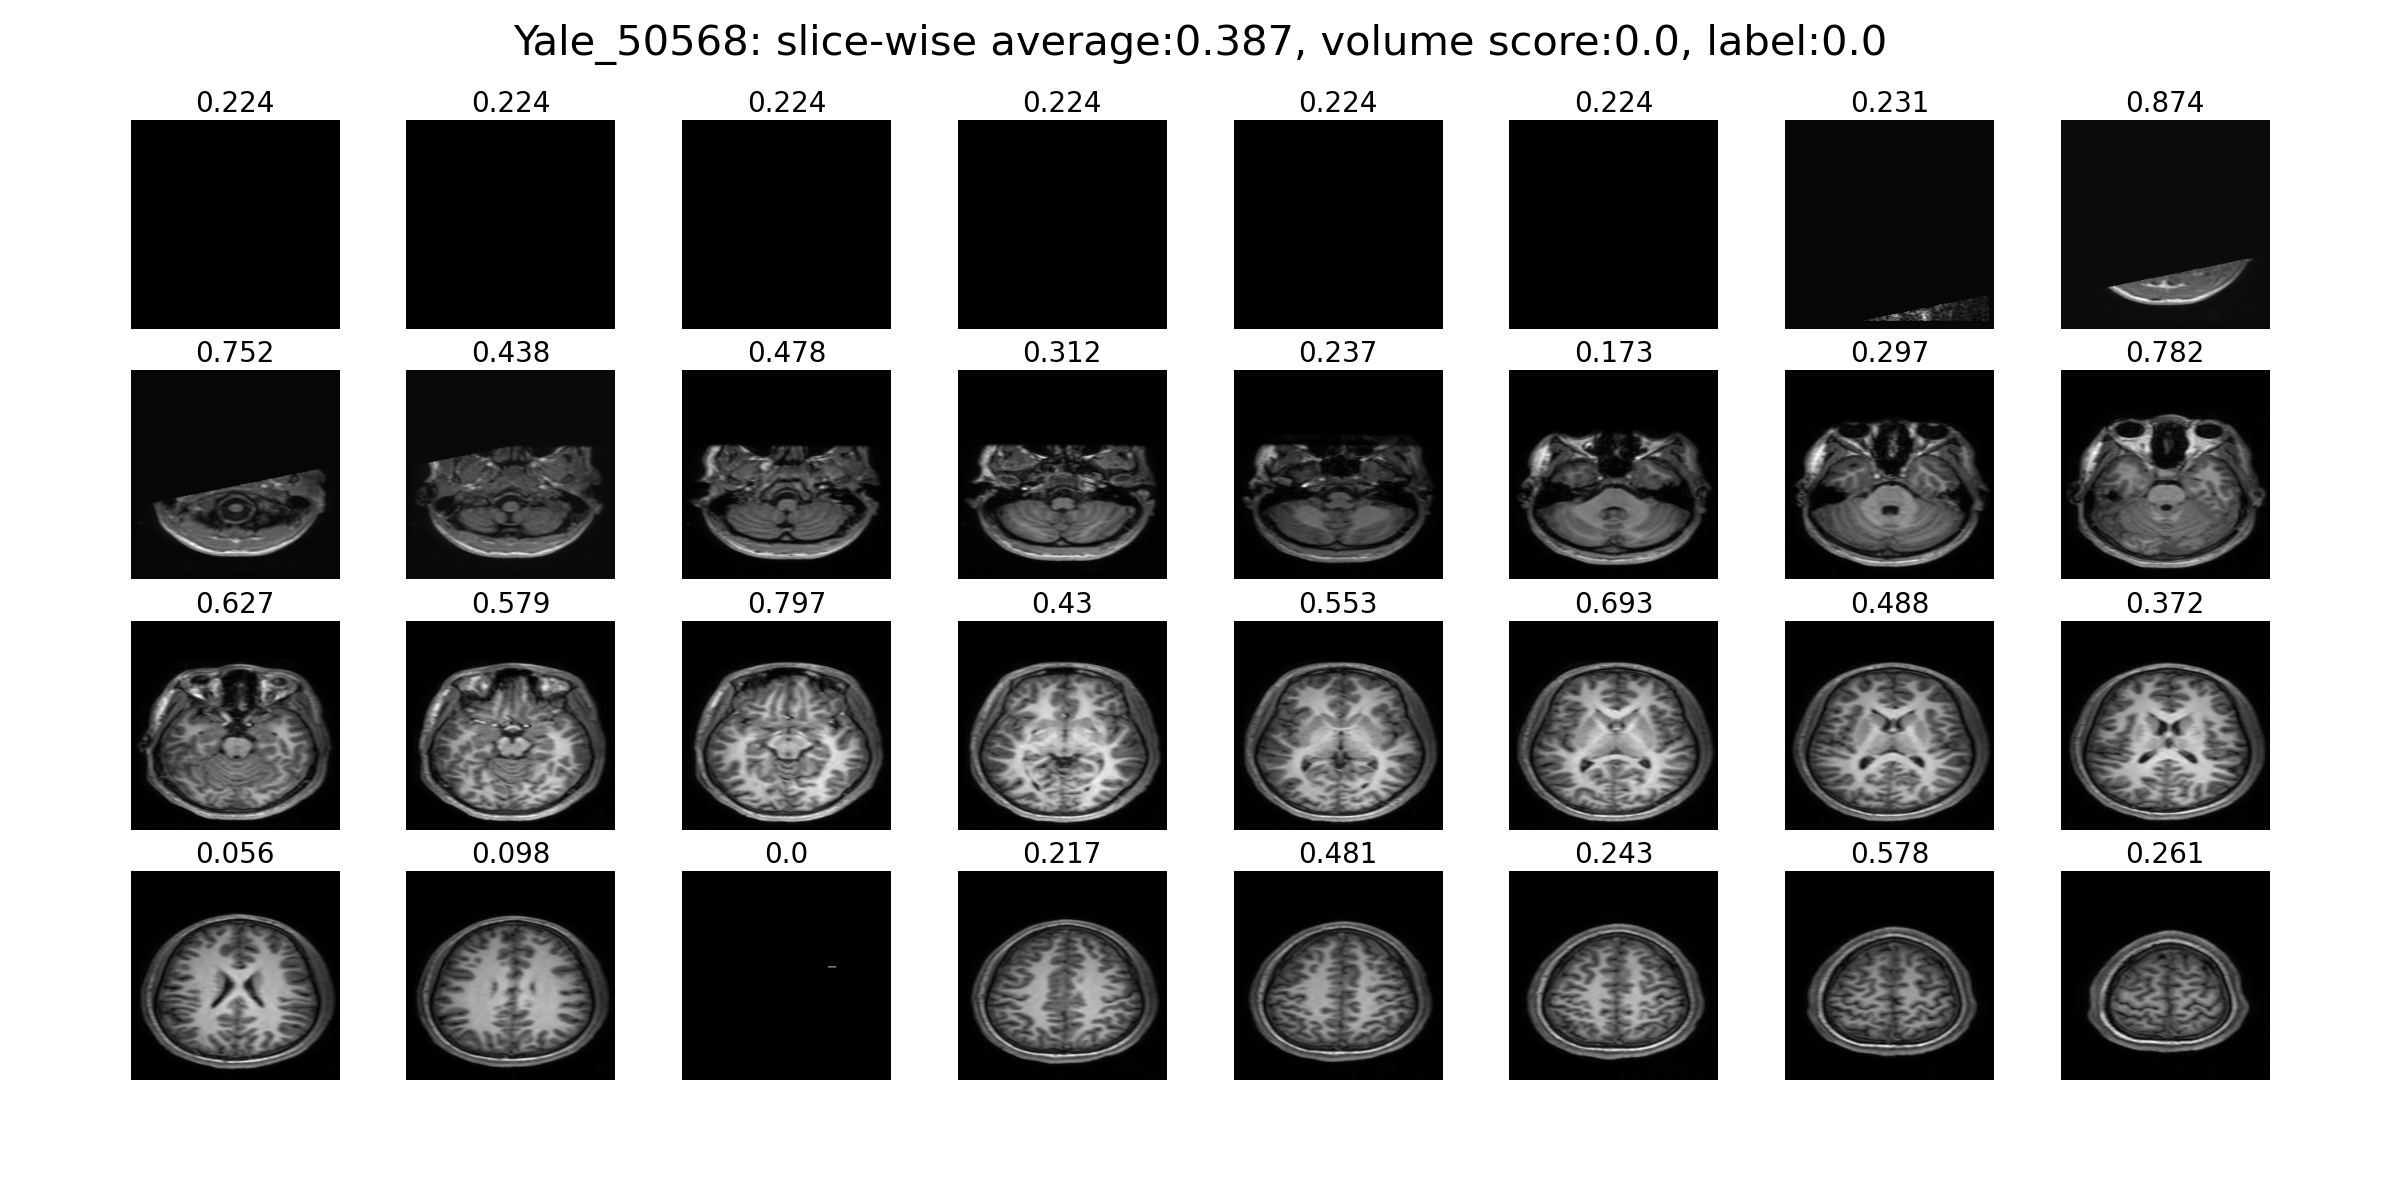 Yale_50568: slice-wise average:0.387, volume score:0.0, label:0.0
0.224 0.224 0.224 0.224 0.224 0.224 0.231 0.874
0.752 0.438 0.478 0.312 0.237 0.173 0.297 0.782
0.627 0.579 0.797 0.43 0.553 0.693 0.488 0.372
0.056 0.098 0.0 0.217 0.481 0.243 0.578 0.261